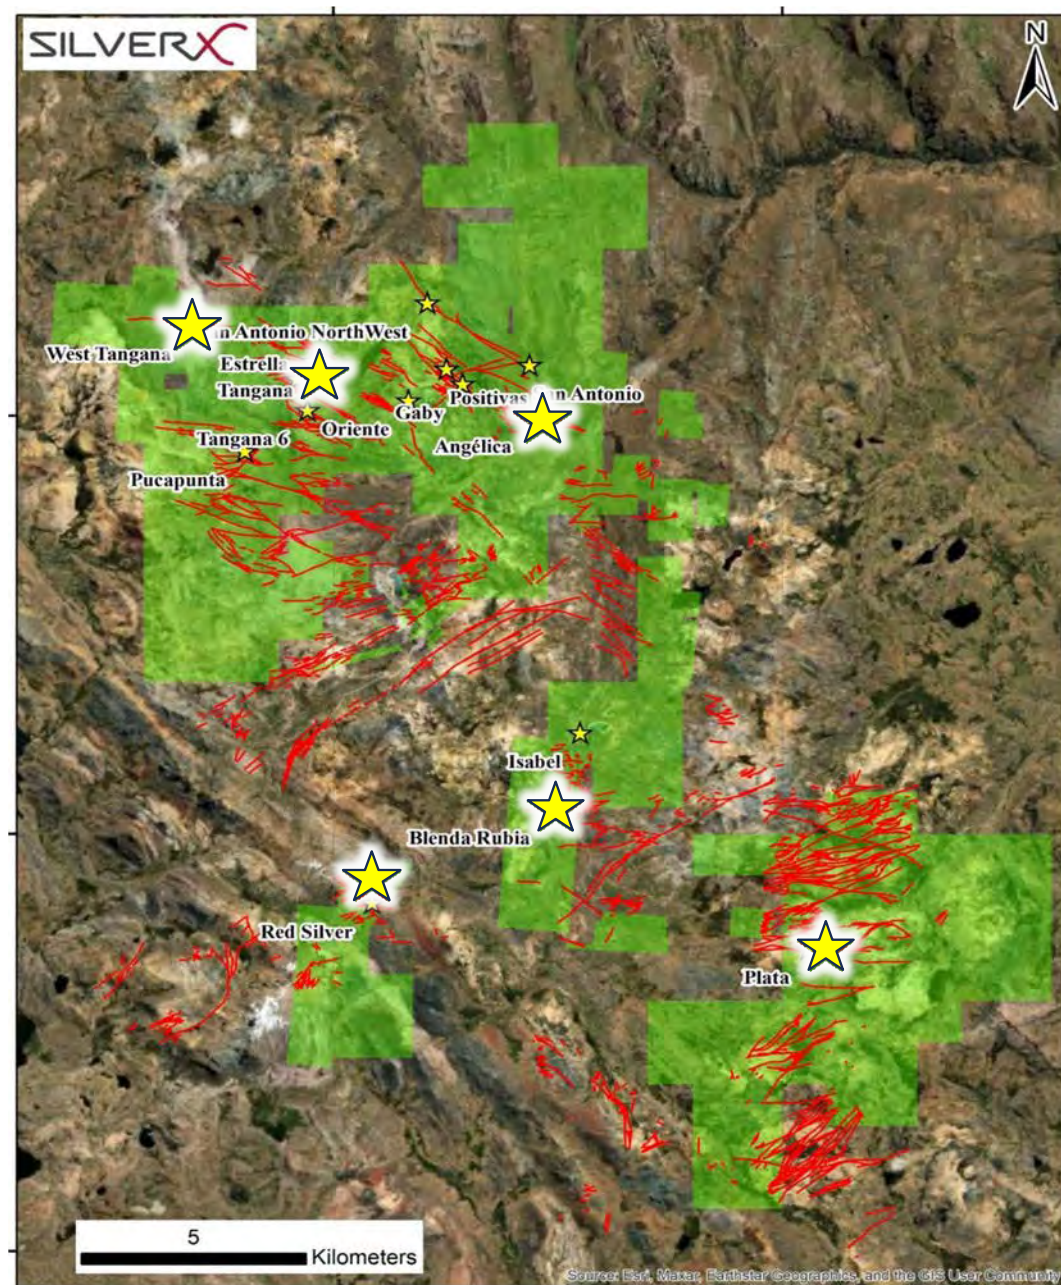 SILVERX
N
San Antonio NorthWest
West Tangana
Estrella
Tangana
Positivas
San Antonio
Gaby
Oriente
Angélica
Tangana 6
Pucapunta
Isabel
Blenda Rubia
Red Silver
Plata
5
Kilometers
Source: Esri, Maxar, Earthstar Geographics, and the GIS User Community